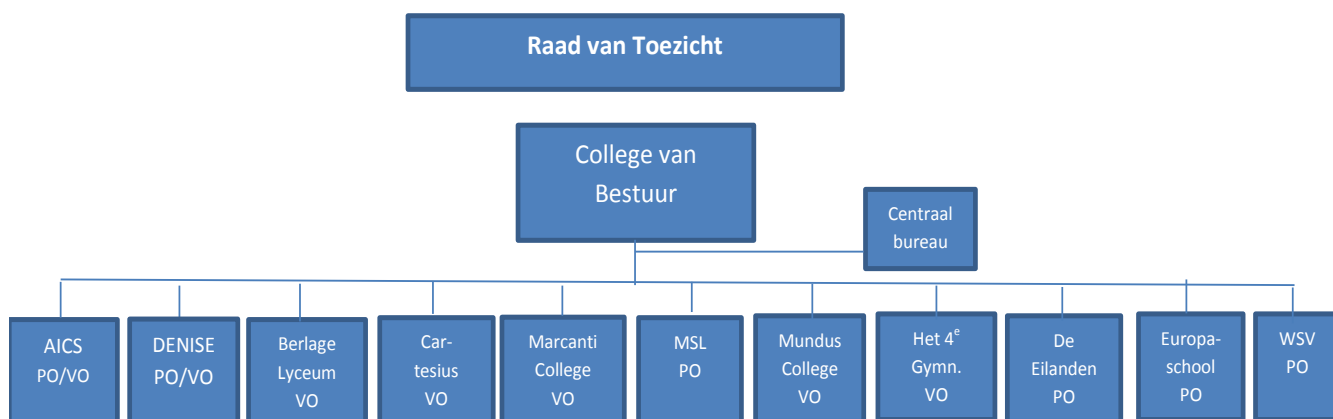 Raad van Toezicht
College van
Bestuur
Centraal
bureau
AICS
PO/VO
DENISE
PO/VO
Berlage
Lyceum
VO
Car-
tesius
VO
Marcanti
College
VO
MSL
PO
Mundus
College
VO
Het 4e
Gymn.
VO
De
Eilanden
PO
Europa-
school
PO
WSV
PO